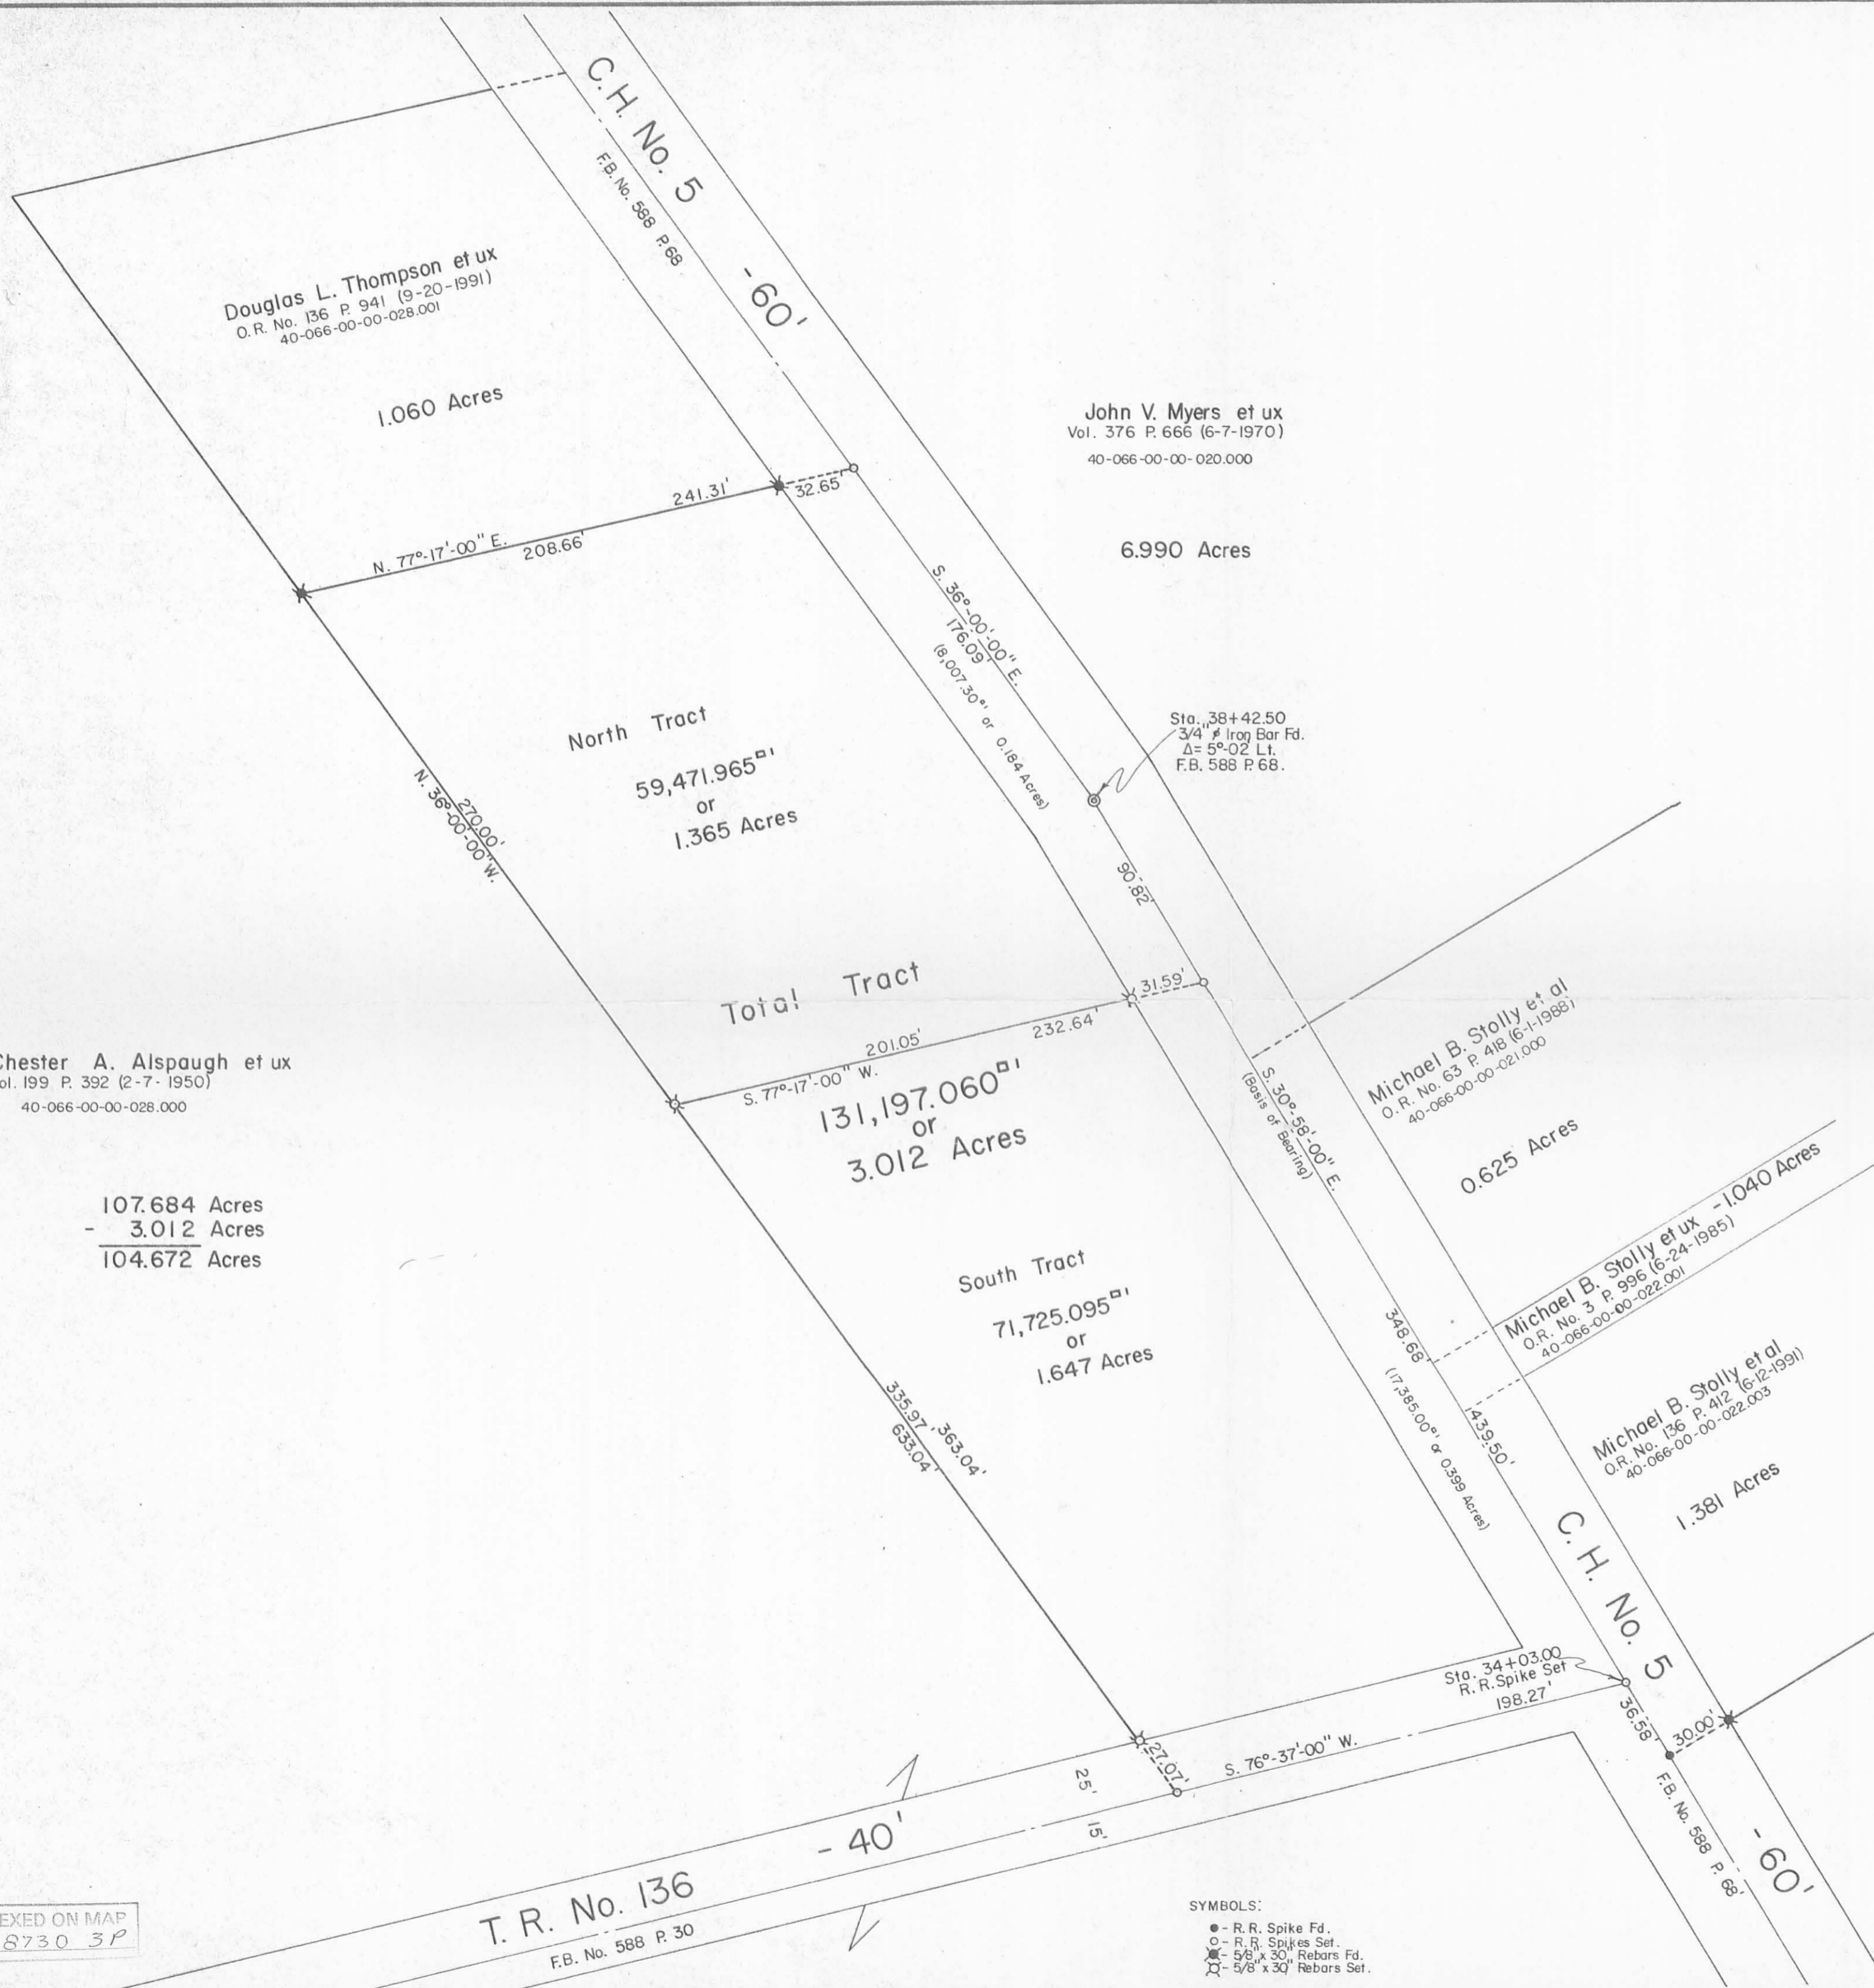 C. H. No. 5
- 60'
F.B. No. 588 P. 68
Douglas L. Thompson et ux
O.R. No. 136 P. 941 (9-20-1991)
40-066-00-00-028.001
1.060 Acres
John V. Myers et ux
Vol. 376 P. 666 (6-7-1970)
40-066-00-00-020.000
6.990 Acres
241.31'
32.65'
N. 77°-17'-00" E.
208.66'
S. 36°-00'-00" E.
176.09'
(8,007.30□' or 0.184 Acres)
North Tract
59,471.965□'
or
1.365 Acres
Sta. 38+42.50
3/4" ø Iron Bar Fd.
Δ= 5°-02 Lt.
F.B. 588 P. 68.
270.00'
N. 36°-00'-00" W.
90.82'
Total Tract
31.59'
201.05'
232.64'
S. 77°-17'-00" W.
131,197.060□'
or
3.012 Acres
Chester A. Alspaugh et ux
ol. 199 P. 392 (2-7-1950)
40-066-00-00-028.000
107.684 Acres
- 3.012 Acres
104.672 Acres
S. 30°-58'-00" E.
(Basis of Bearing)
Michael B. Stolly et al
O.R. No. 63 P. 418 (6-1-1988)
40-066-00-00-021.000
0.625 Acres
Michael B. Stolly et ux - 1.040 Acres
O.R. No. 3 P. 996 (6-24-1985)
40-066-00-00-022.001
South Tract
71,725.095□'
or
1.647 Acres
348.68'
(17,385.00□' or 0.399 Acres)
439.50'
Michael B. Stolly et al
O.R. No. 136 P. 412 (6-12-1991)
40-066-00-00-022.003
1.381 Acres
335.97'
363.04'
633.04'
C. H. No. 5
Sta. 34+03.00
R.R. Spike Set
198.27'
36.58'
30.00'
27.07'
S. 76°-37'-00" W.
25'
15'
F.B. No. 588 P. 68'
- 60'
- 40'
T. R. No. 136
F.B. No. 588 P. 30
EXED ON MAP
8730 3P
SYMBOLS:
- R.R. Spike Fd.
- R.R. Spikes Set.
- 5/8" x 30" Rebars Fd.
- 5/8" x 30" Rebars Set.